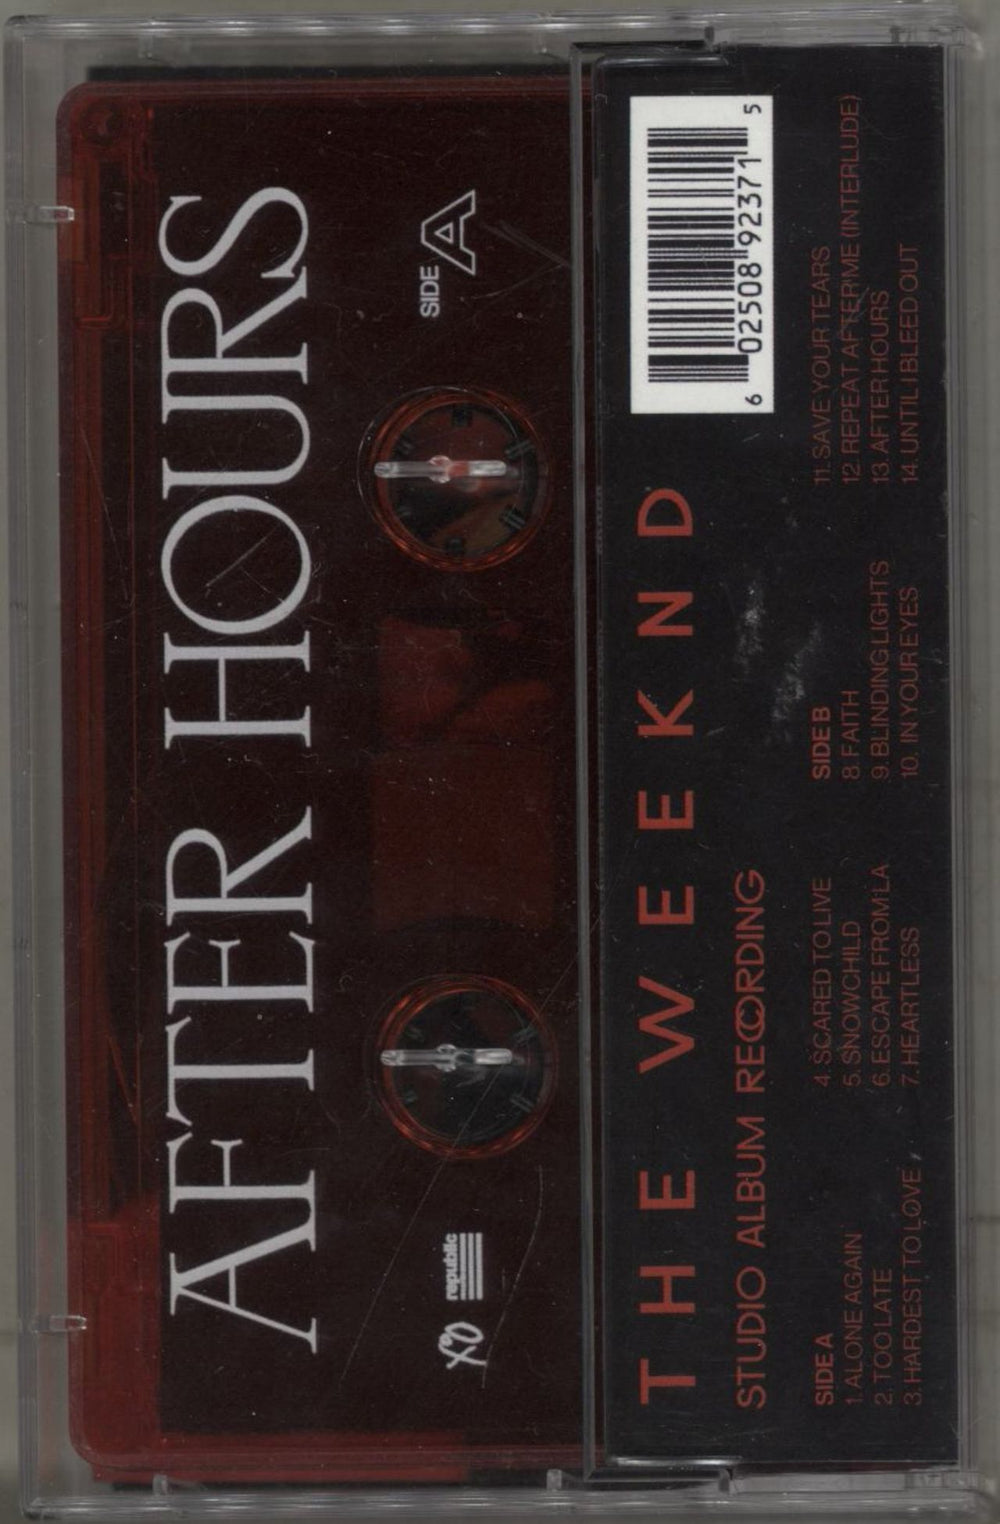 AFTER HOURS
SIDE A
XO
republic
THE WEEKND
STUDIO ALBUM RECORDING
6 02508 92371 5
SIDE A
1. ALONE AGAIN
2. TOO LATE
3. HARDEST TO LOVE
4. SCARED TO LIVE
5. SNOWCHILD
6. ESCAPE FROM LA
7. HEARTLESS
SIDE B
8. FAITH
9. BLINDING LIGHTS
10. IN YOUR EYES
11. SAVE YOUR TEARS
12. REPEAT AFTER ME (INTERLUDE)
13. AFTER HOURS
14. UNTIL I BLEED OUT